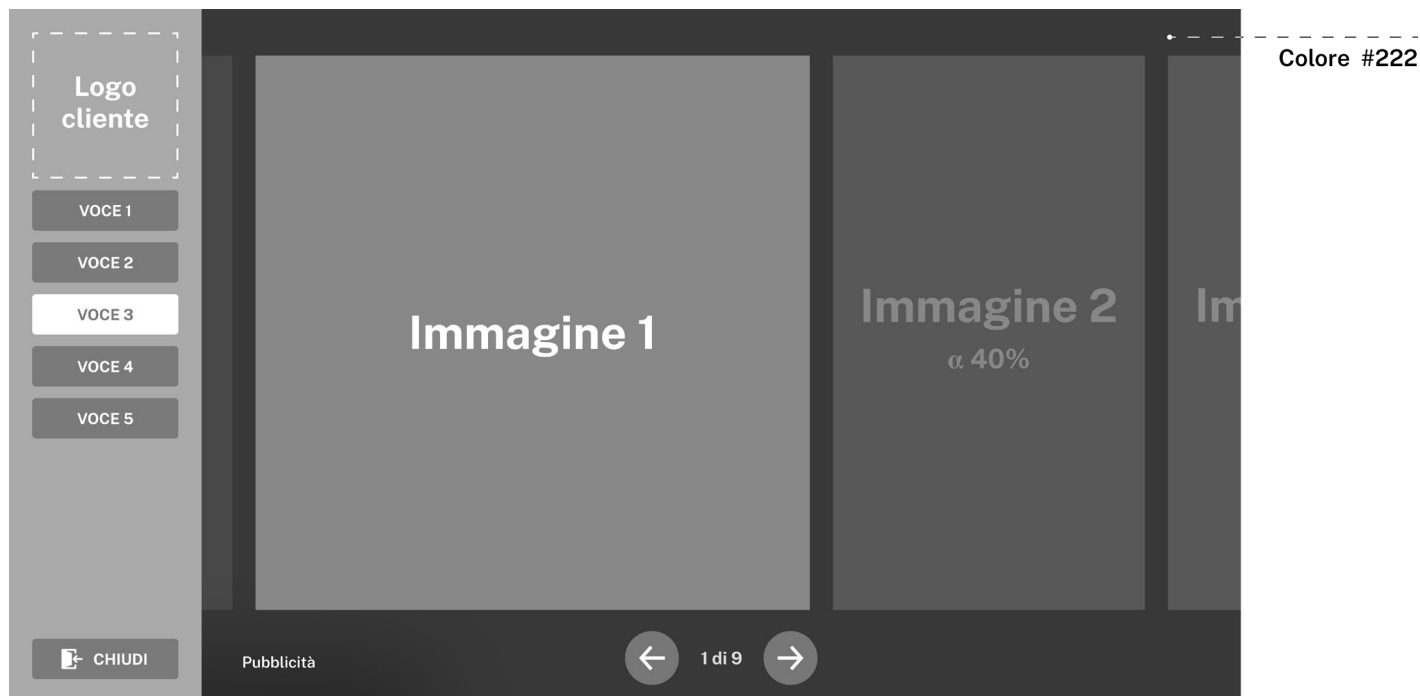 Logo
cliente
VOCE 1
VOCE 2
VOCE 3
VOCE 4
VOCE 5
CHIUDI
Immagine 1
Immagine 2
α 40%
Im
Pubblicità
1 di 9
Colore #222